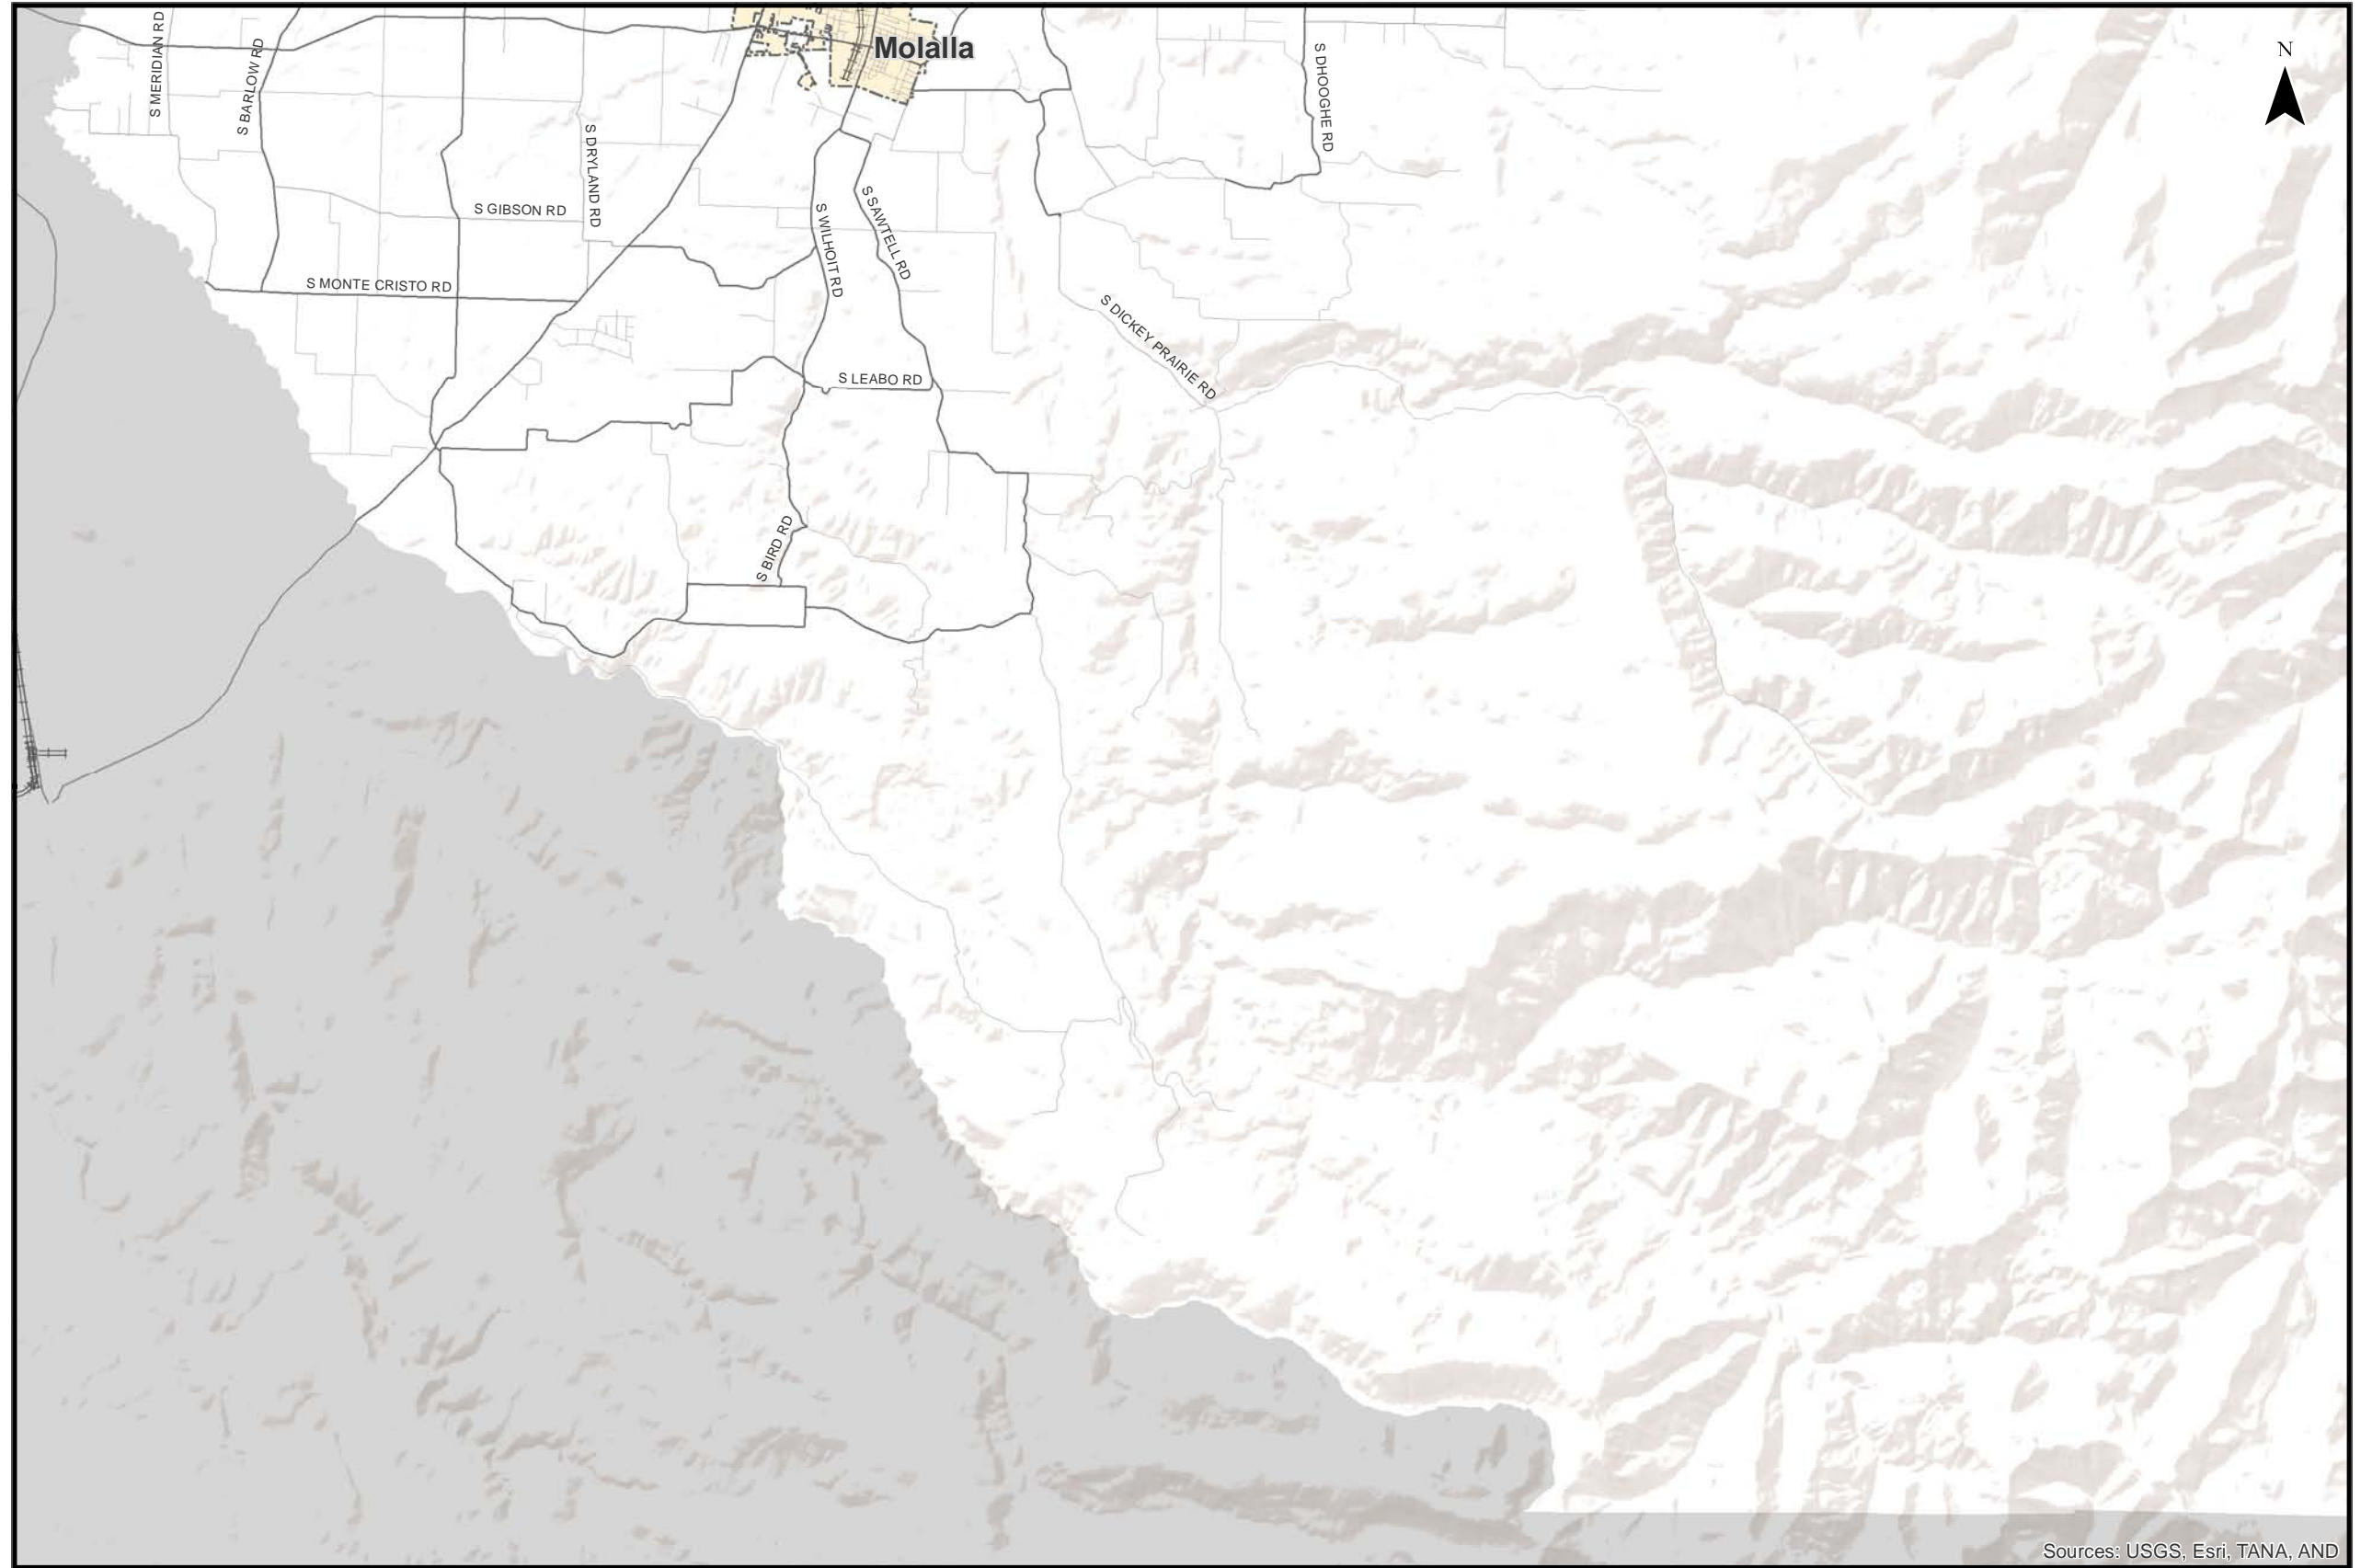 Molalla
N
S MERIDIAN RD
S BARLOW RD
S DHOOGHE RD
S DRYLAND RD
S GIBSON RD
S WILHOIT RD
S SAWTELL RD
S MONTE CRISTO RD
S DICKEY PRAIRIE RD
S LEABO RD
S BIRD RD
Sources: USGS, Esri, TANA, AND